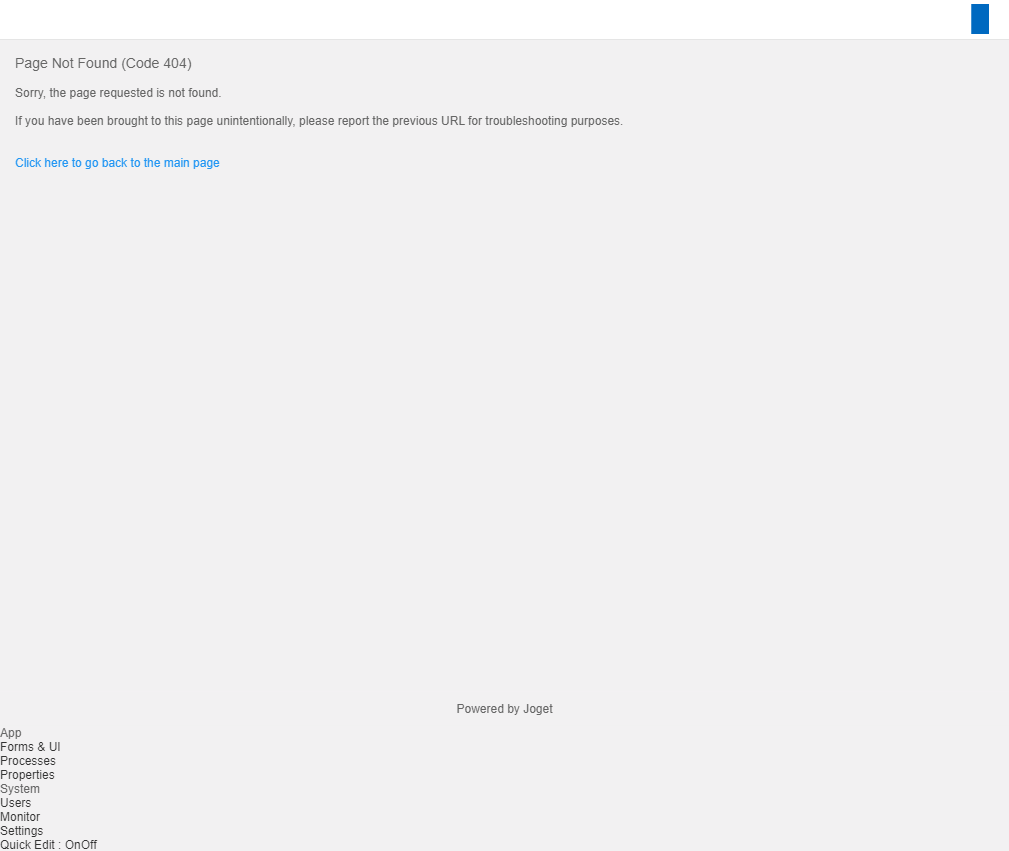 Page Not Found (Code 404)
Sorry, the page requested is not found.
If you have been brought to this page unintentionally, please report the previous URL for troubleshooting purposes.
Click here to go back to the main page
Powered by Joget
App
Forms & UI
Processes
Properties
System
Users
Monitor
Settings
Quick Edit : OnOff